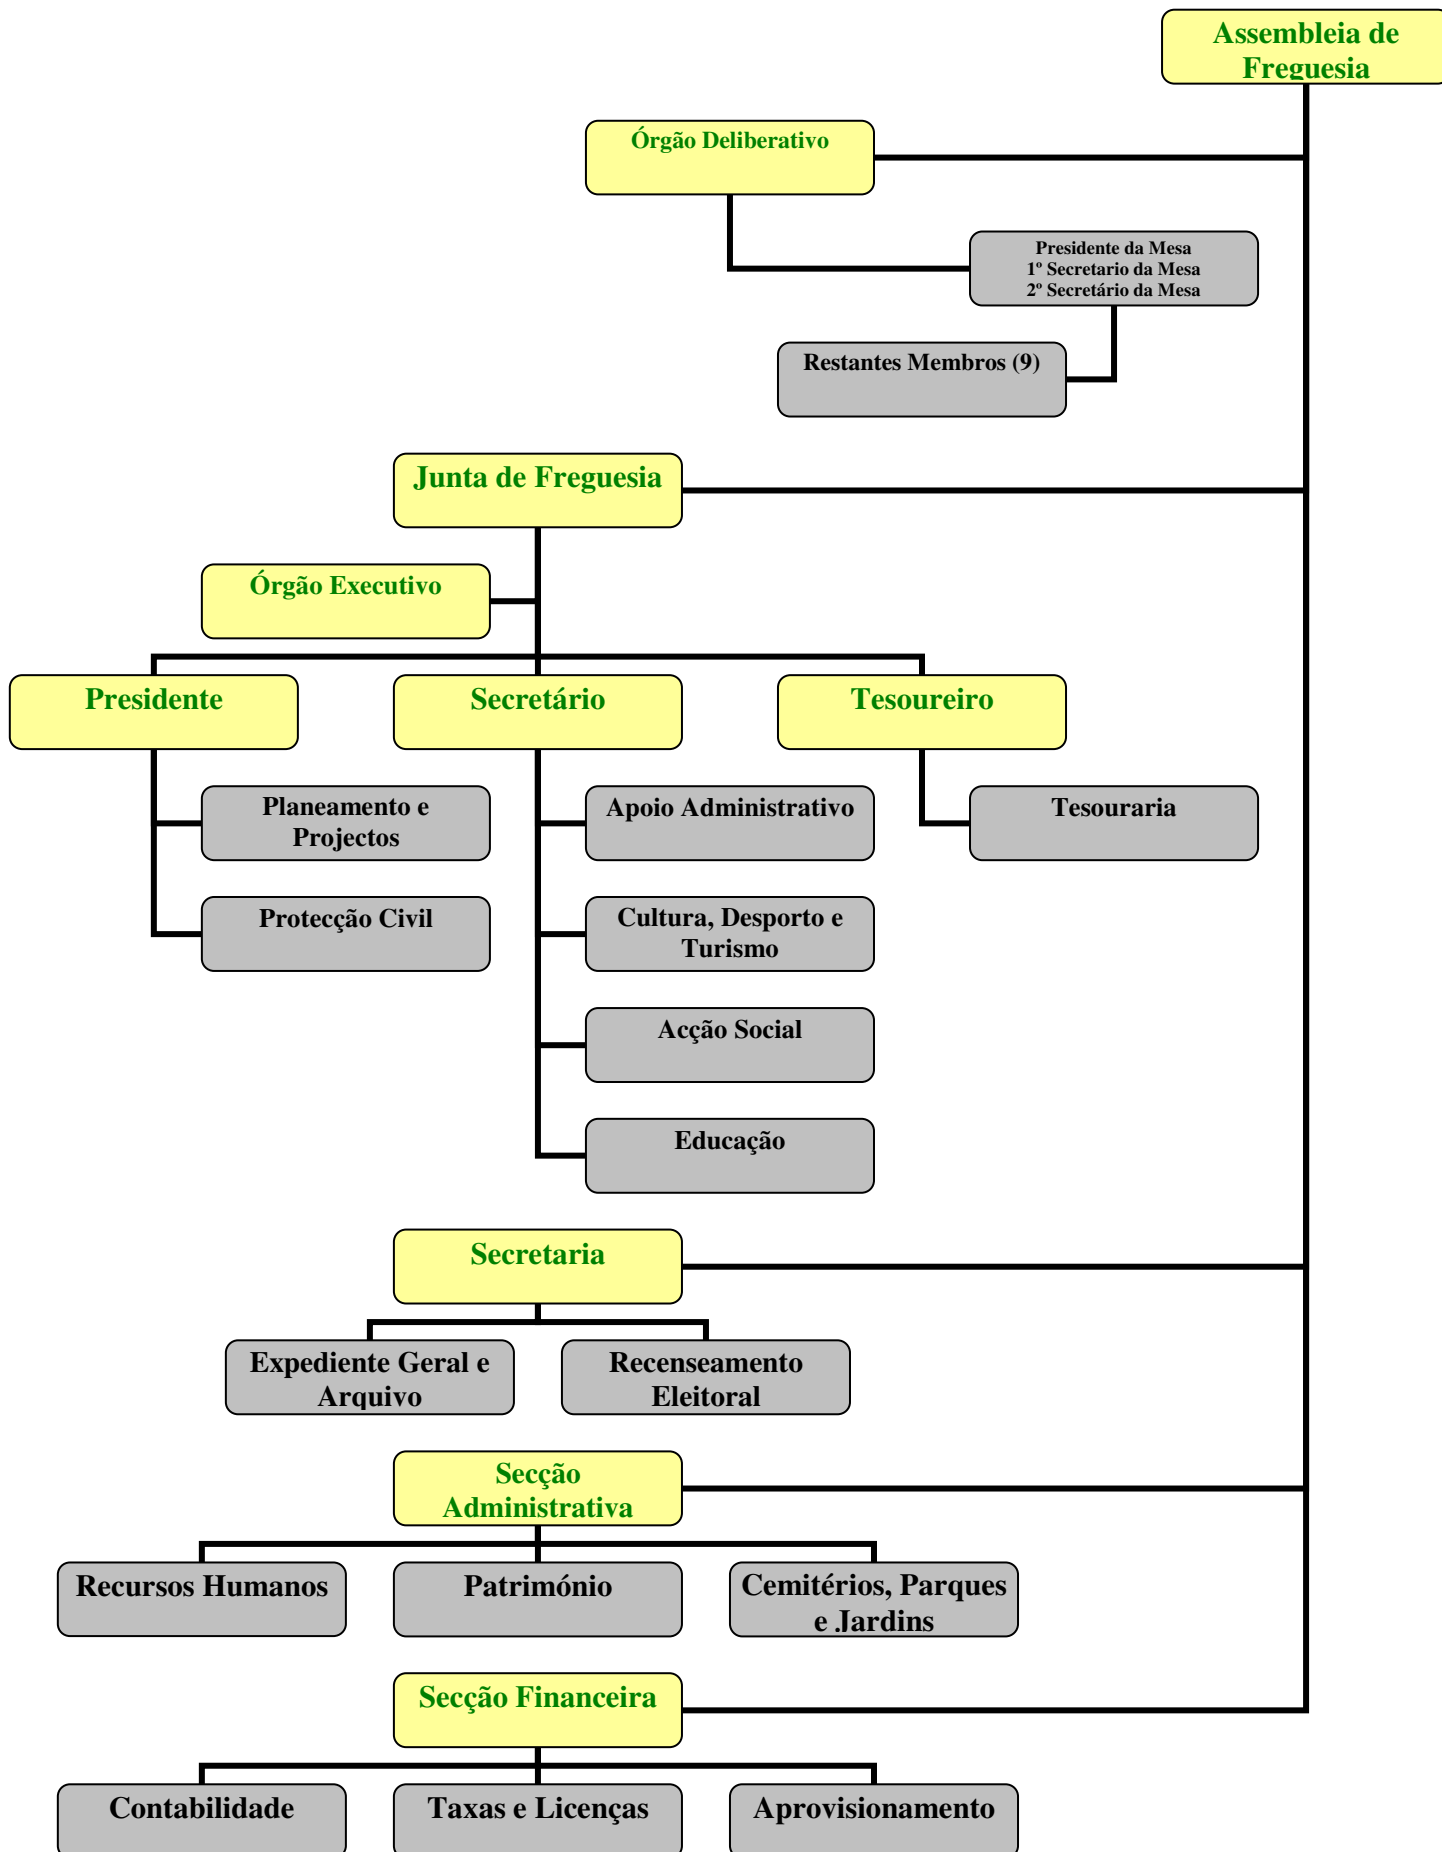 Assembleia de
Freguesia
Órgão Deliberativo
Presidente da Mesa
1º Secretario da Mesa
2º Secretário da Mesa
Restantes Membros (9)
Junta de Freguesia
Órgão Executivo
Presidente
Secretário
Tesoureiro
Planeamento e
Projectos
Apoio Administrativo
Tesouraria
Protecção Civil
Cultura, Desporto e
Turismo
Acção Social
Educação
Secretaria
Expediente Geral e
Arquivo
Recenseamento
Eleitoral
Secção
Administrativa
Recursos Humanos
Património
Cemitérios, Parques
e Jardins
Secção Financeira
Contabilidade
Taxas e Licenças
Aprovisionamento